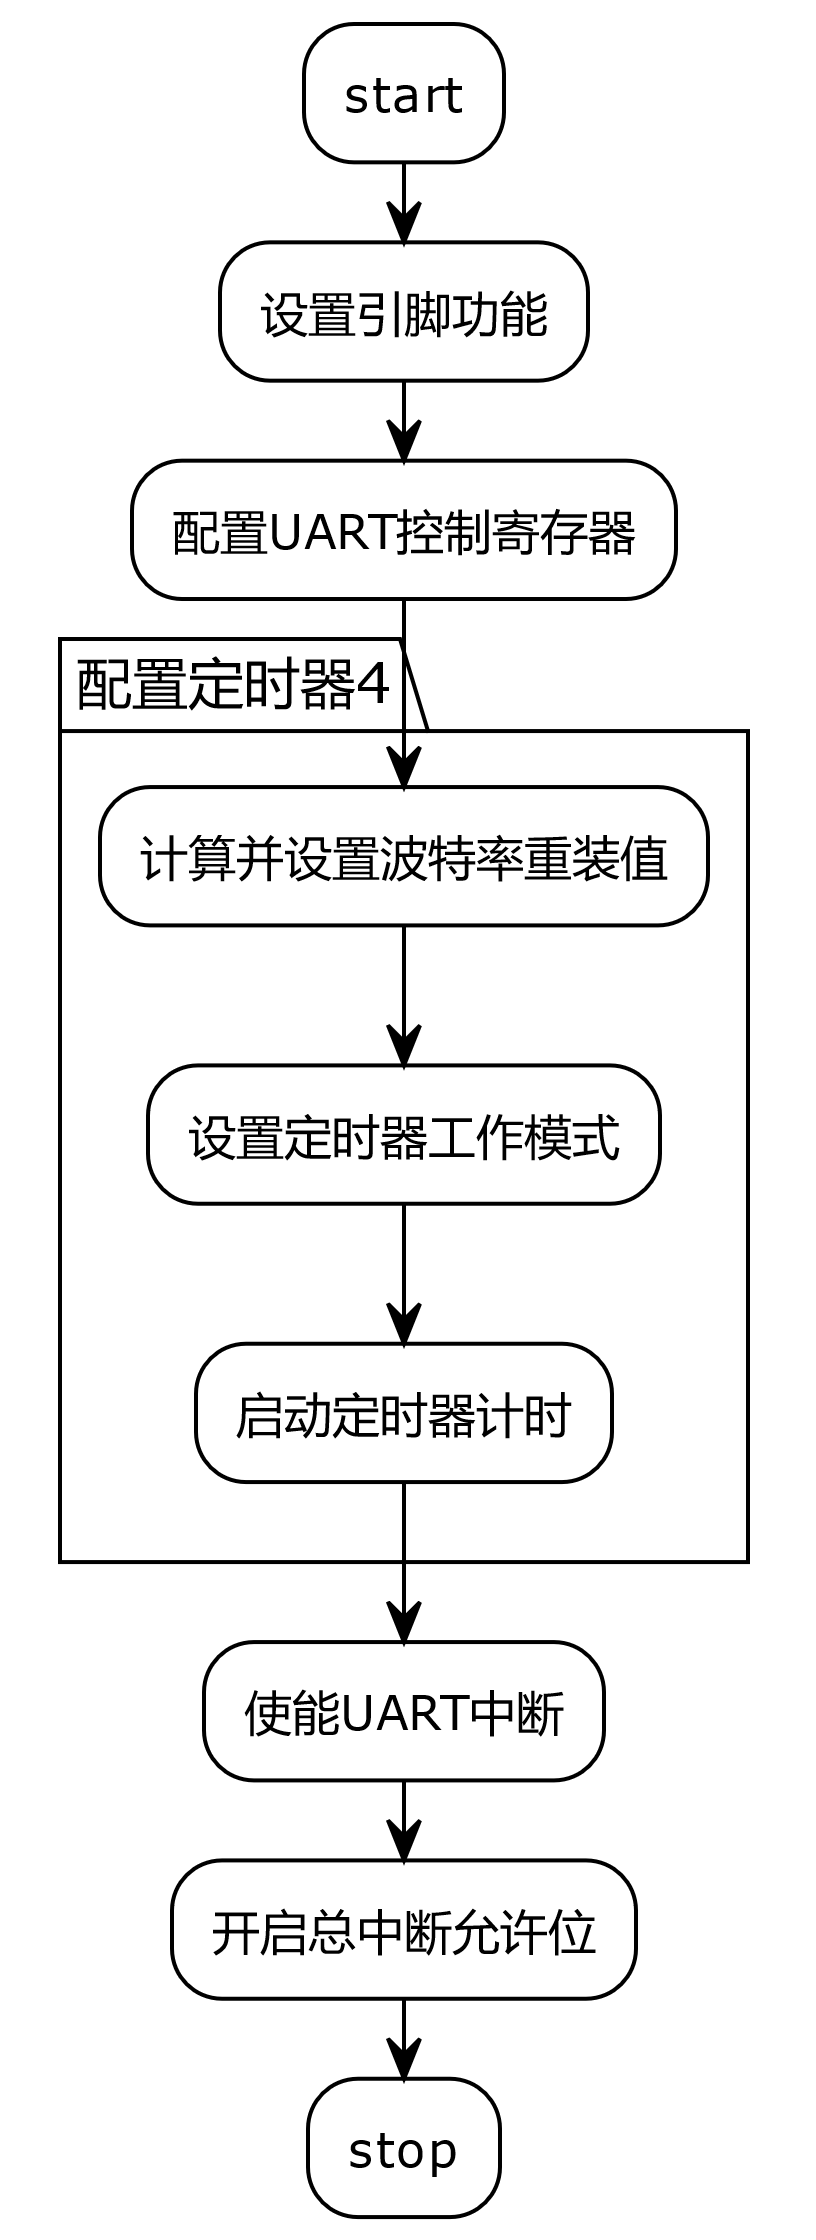 start
设置引脚功能
配置UART控制寄存器
配置定时器4
计算并设置波特率重装值
设置定时器工作模式
启动定时器计时
使能UART中断
开启总中断允许位
stop